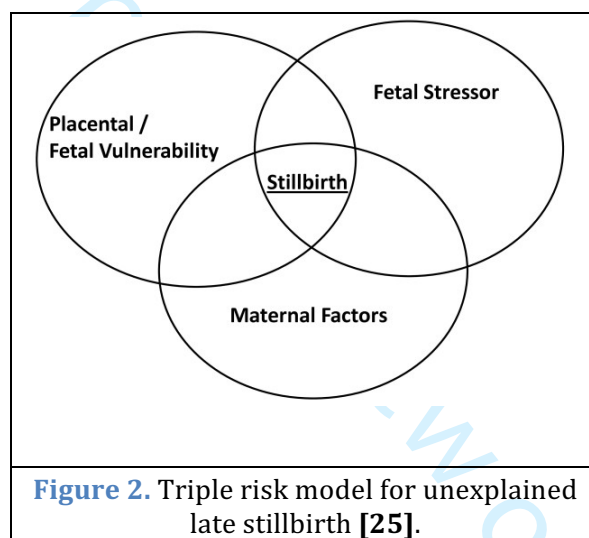 Fetal Stressor
Placental /
Fetal Vulnerability
Stillbirth
Maternal Factors
Figure 2. Triple risk model for unexplained
late stillbirth [25].